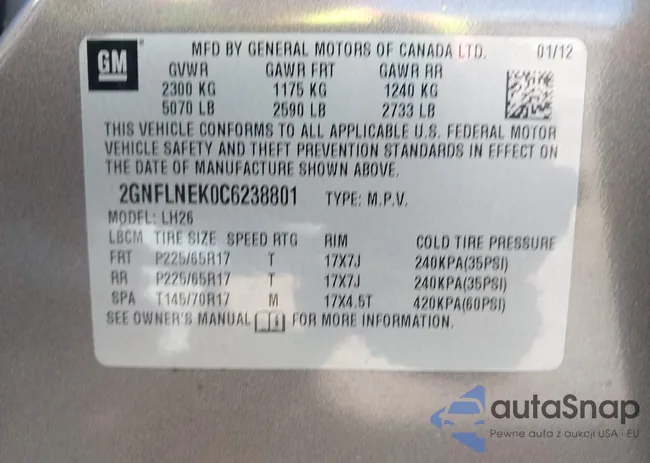 GM
MFD BY GENERAL MOTORS OF CANADA LTD. 01/12
GVWR GAWR FRT GAWR RR
2300 KG 1175 KG 1240 KG
5070 LB 2590 LB 2733 LB
THIS VEHICLE CONFORMS TO ALL APPLICABLE U.S. FEDERAL MOTOR
VEHICLE SAFETY AND THEFT PREVENTION STANDARDS IN EFFECT ON
THE DATE OF MANUFACTURE SHOWN ABOVE.
2GNFLNEK0C6238801 TYPE: M.P.V.
MODEL: LH26
LBCM TIRE SIZE SPEED RTG RIM COLD TIRE PRESSURE
FRT P225/65R17 T 17X7J 240KPA(35PSI)
RR P225/65R17 T 17X7J 240KPA(35PSI)
SPA T145/70R17 M 17X4.5T 420KPA(60PSI)
SEE OWNER'S MANUAL FOR MORE INFORMATION.
autaSnap
Pewne auta z aukcji USA i EU